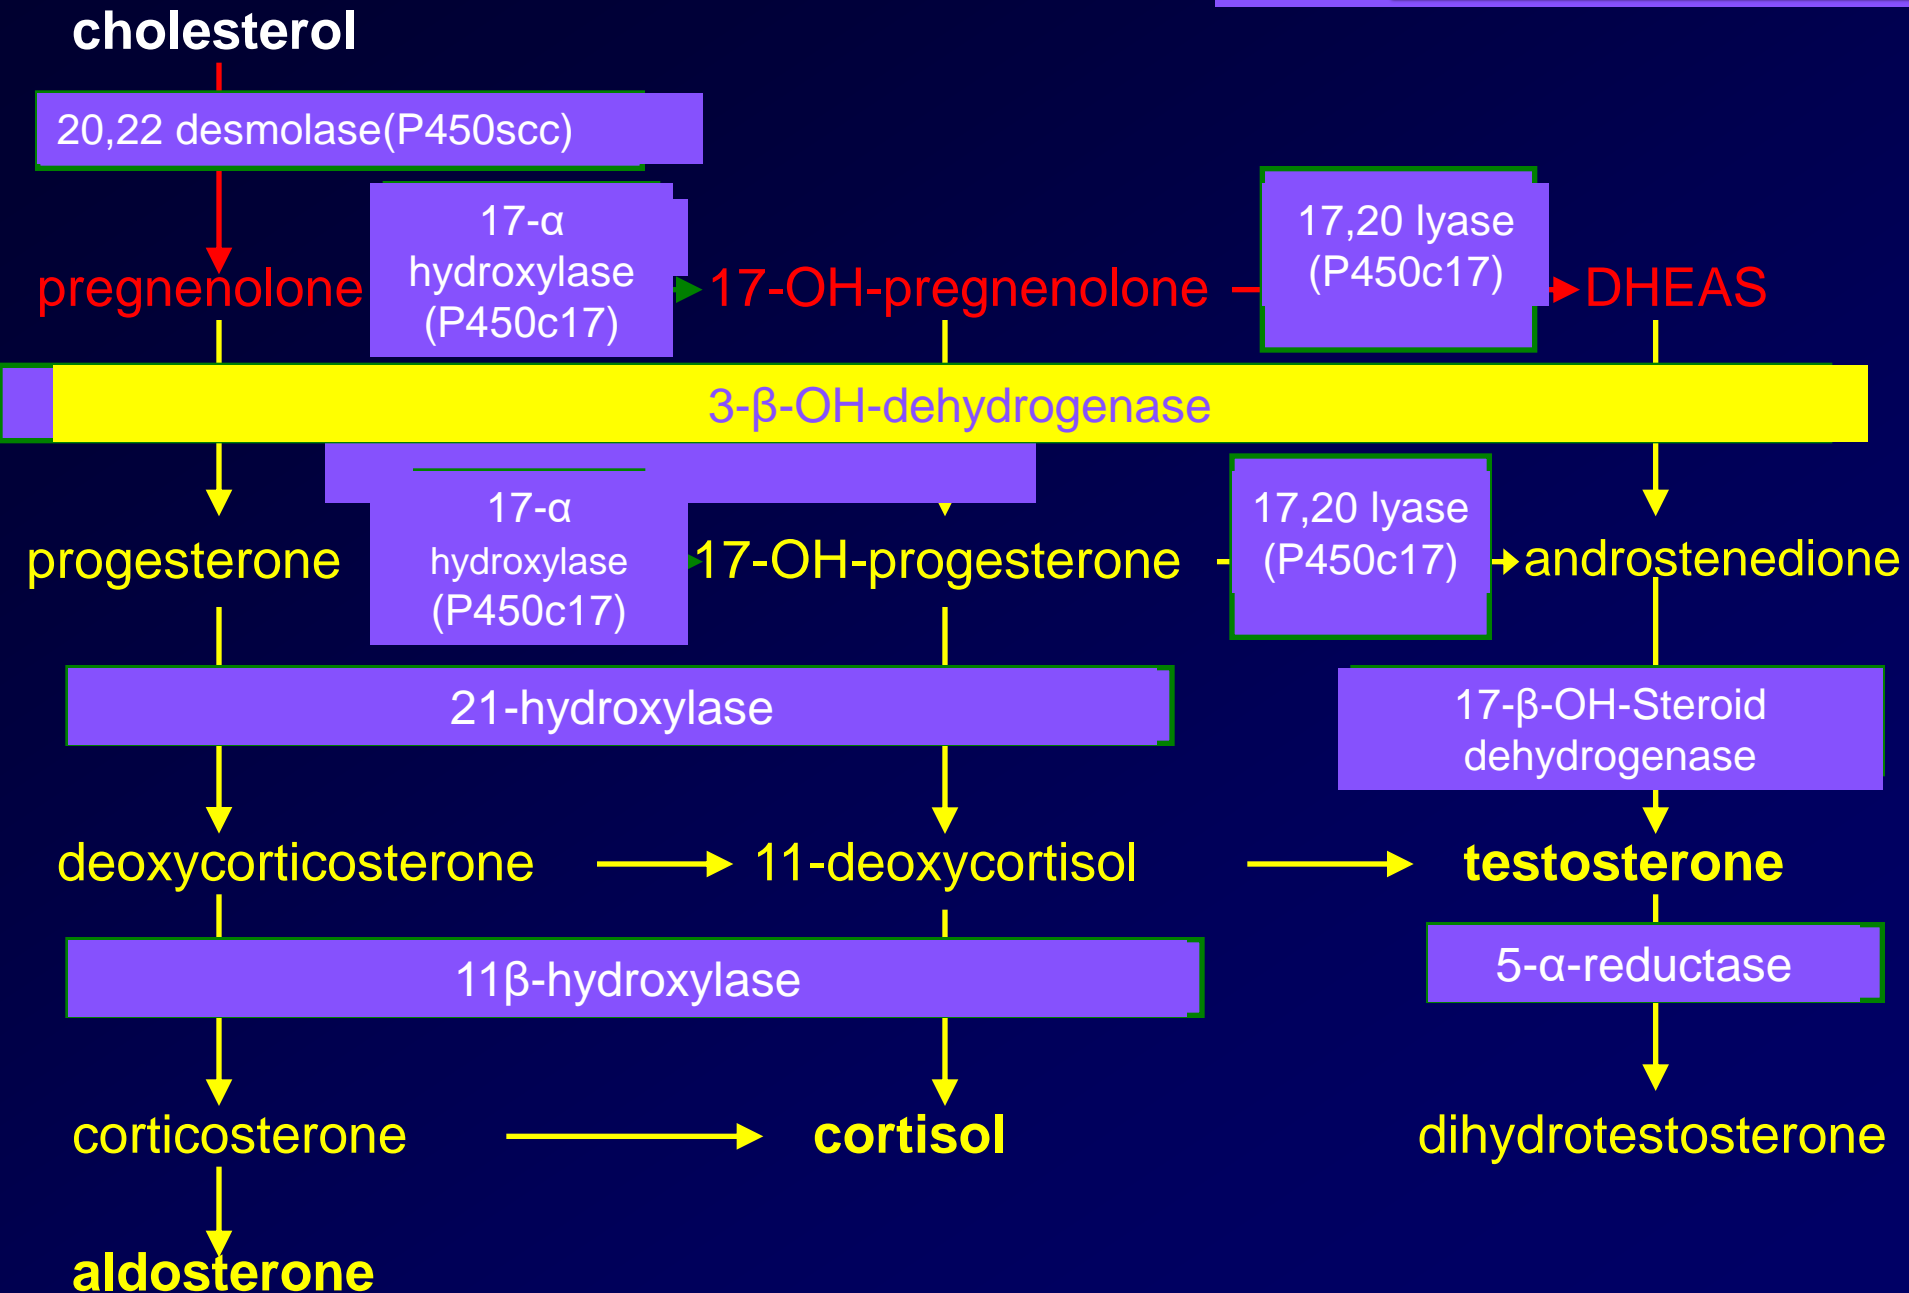 cholesterol
20,22 desmolase(P450scc)
17-α
hydroxylase
(P450c17)
17,20 lyase
(P450c17)
pregnenolone
17-OH-pregnenolone
DHEAS
3-β-OH-dehydrogenase
17-α
hydroxylase
(P450c17)
17,20 lyase
(P450c17)
progesterone
17-OH-progesterone
androstenedione
21-hydroxylase
17-β-OH-Steroid
dehydrogenase
deoxycorticosterone
11-deoxycortisol
testosterone
11β-hydroxylase
5-α-reductase
corticosterone
cortisol
dihydrotestosterone
aldosterone